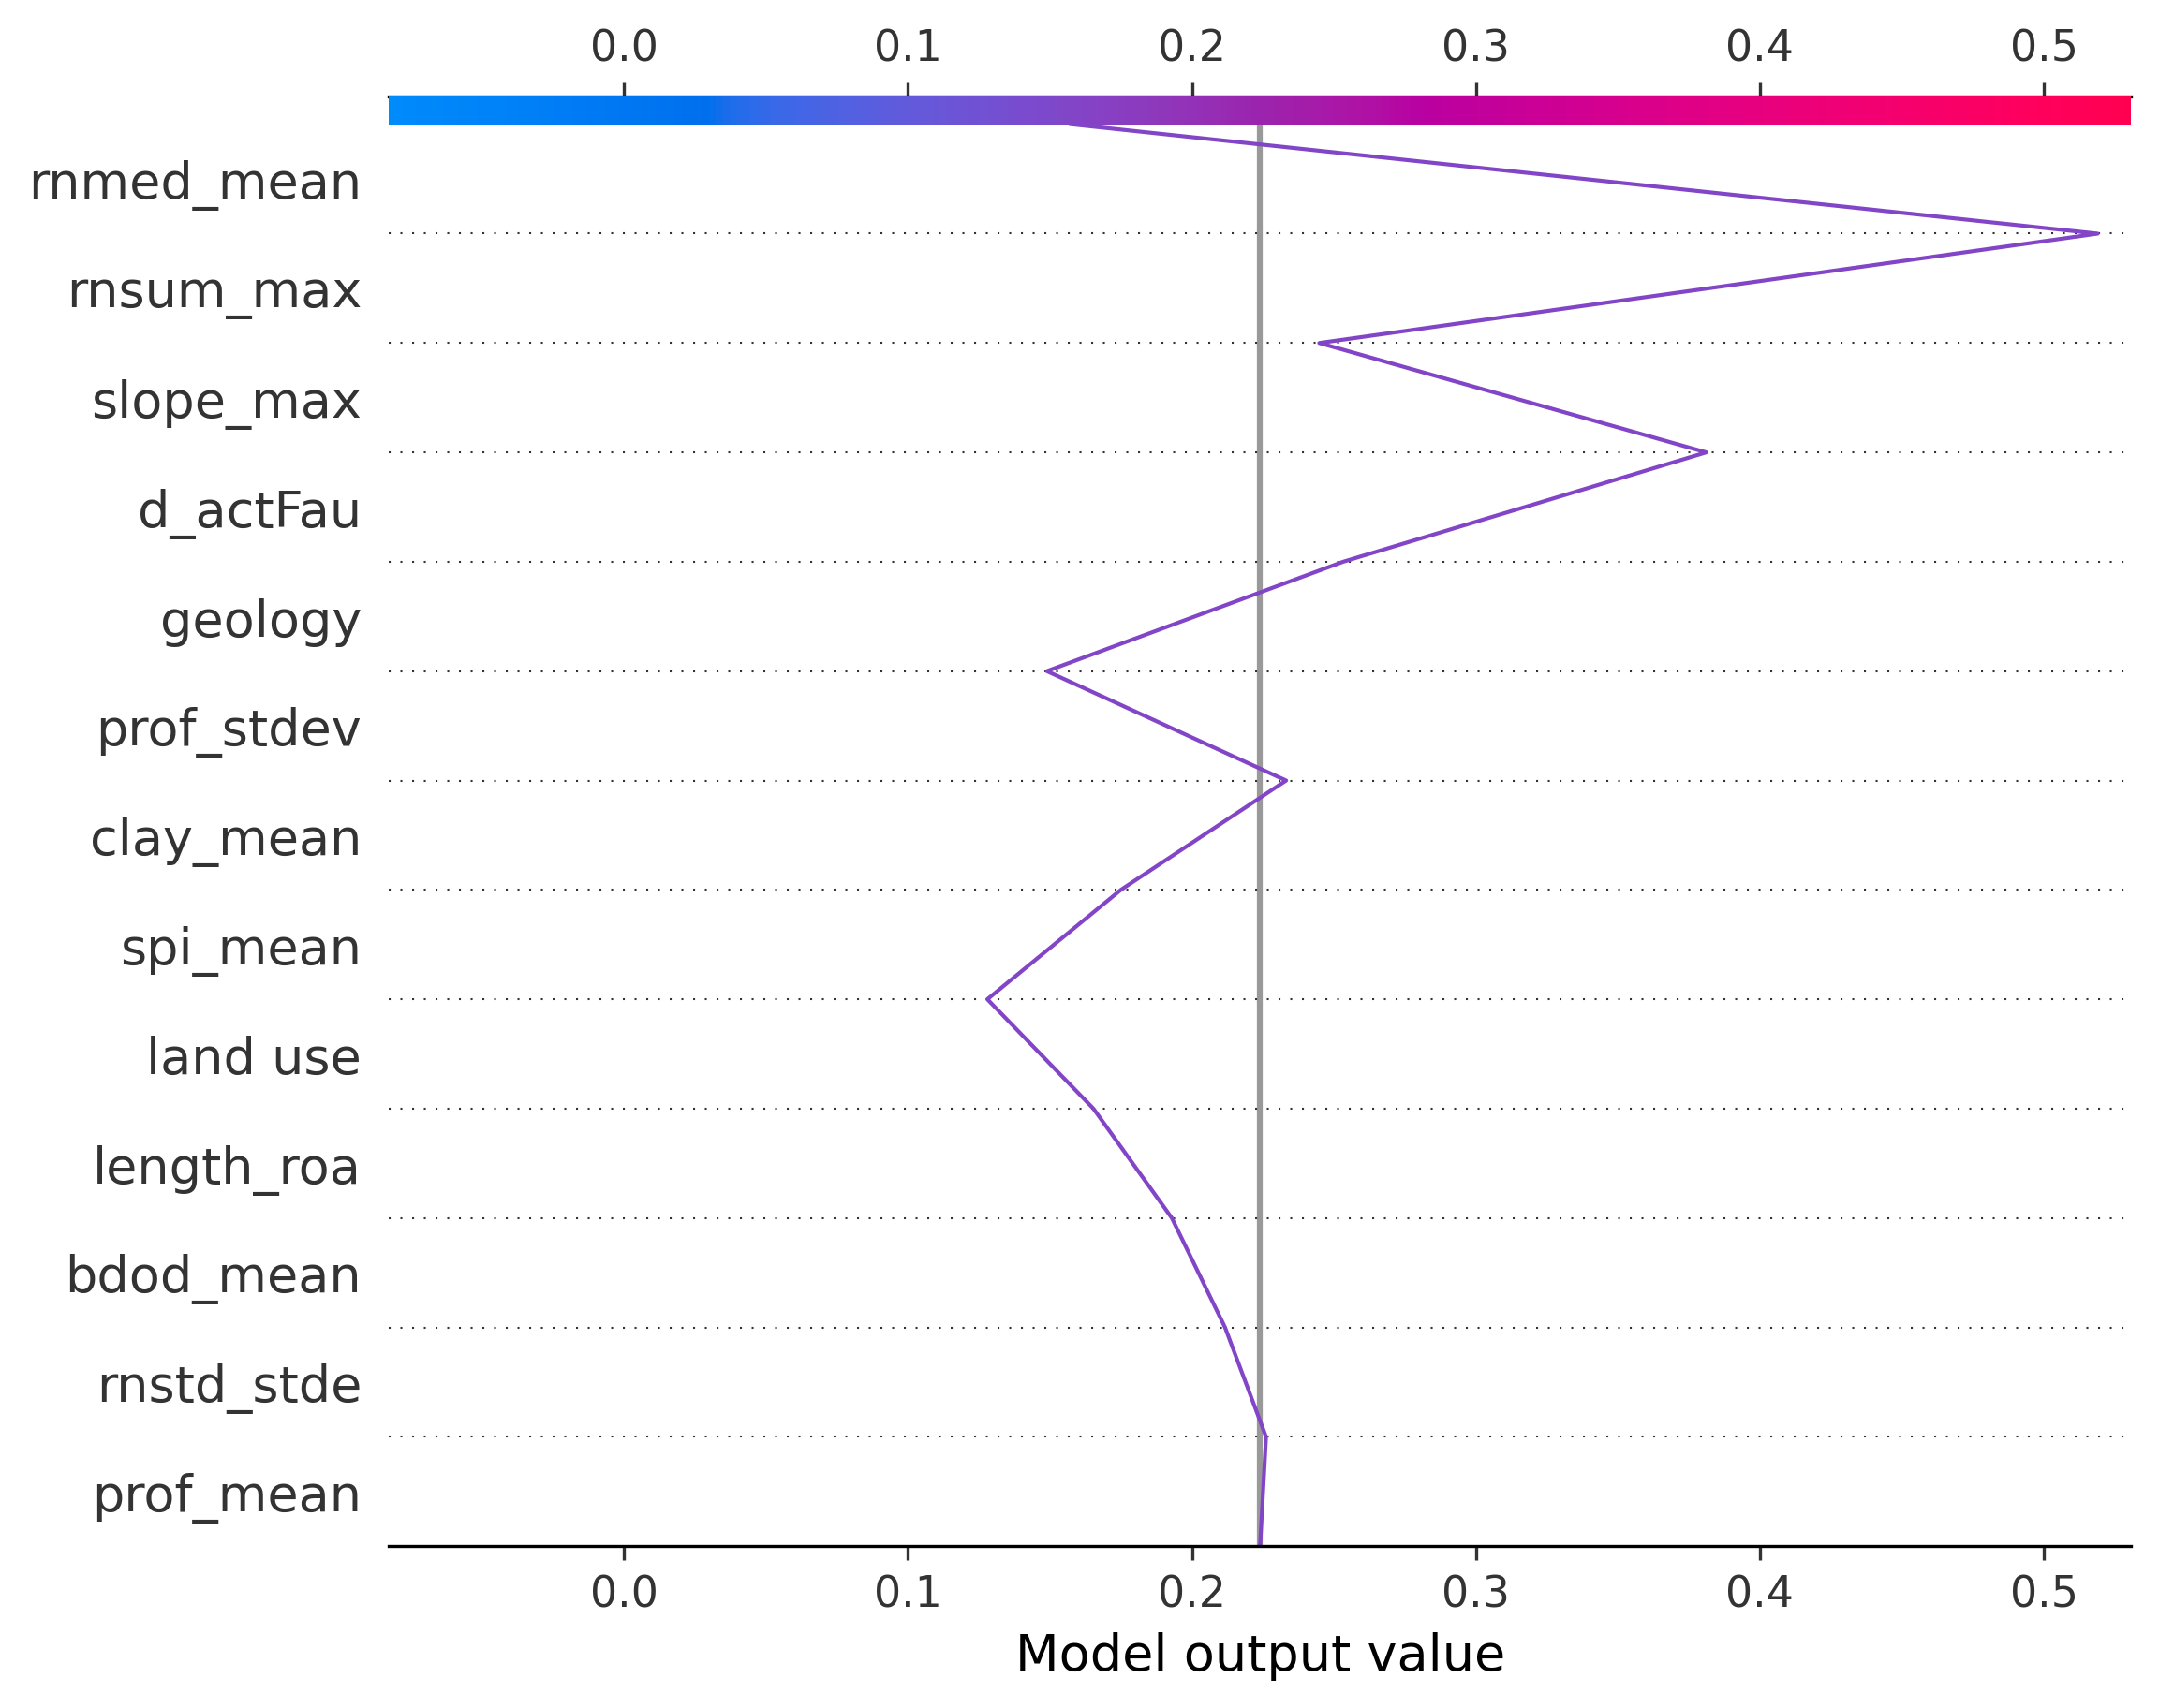 0.0 0.1 0.2 0.3 0.4 0.5
rnmed_mean
rnsum_max
slope_max
d_actFau
geology
prof_stdev
clay_mean
spi_mean
land use
length_roa
bdod_mean
rnstd_stde
prof_mean
0.0 0.1 0.2 0.3 0.4 0.5
Model output value